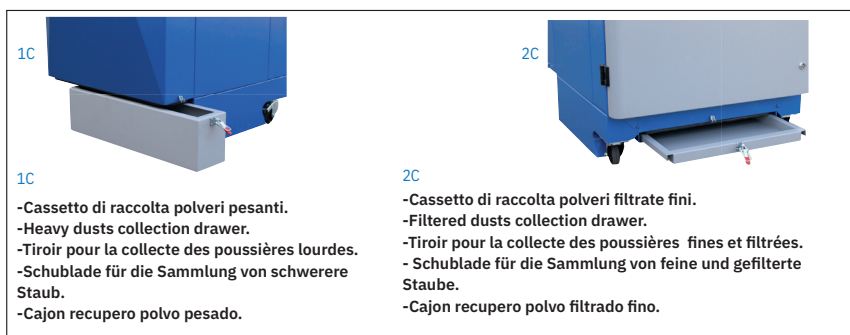 1C
2C
1C
-Cassetto di raccolta polveri pesanti.
-Heavy dusts collection drawer.
-Tiroir pour la collecte des poussières lourdes.
-Schublade für die Sammlung von schwerere
Staub.
-Cajon recupero polvo pesado.
2C
-Cassetto di raccolta polveri filtrate fini.
-Filtered dusts collection drawer.
-Tiroir pour la collecte des poussières  fines et filtrées.
- Schublade für die Sammlung von feine und gefilterte
Staube.
-Cajon recupero polvo filtrado fino.